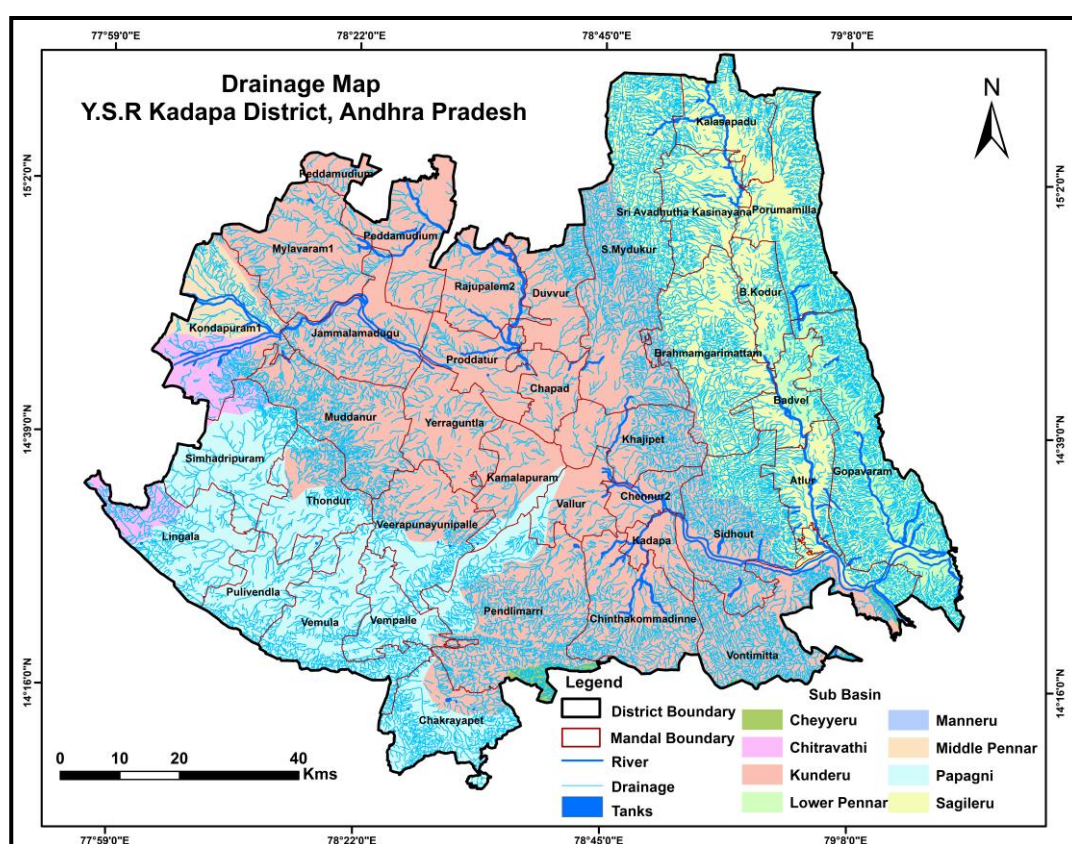 77°59'0"E 78°22'0"E 78°45'0"E 79°8'0"E
Drainage Map
Y.S.R Kadapa District, Andhra Pradesh
N
15°2'0"N
15°2'0"N
14°39'0"N
14°39'0"N
14°16'0"N
14°16'0"N
Kalasapadu
Peddamudium
Sri Avadhutha Kasinayana
Porumamilla
Peddamudium
Mylavaram1
S.Mydukur
Rajupalem2
Duvvur
B.Kodur
Kondapuram1
Jammalamadugu
Brahmamgarimattam
Proddatur
Chapad
Badvel
Muddanur
Yerraguntla
Khajipet
Simhadripuram
Gopavaram
Kamalapuram
Atlur
Thondur
Chennur2
Vallur
Veerapunayunipalle
Lingala
Kadapa
Sidhout
Pulivendla
Pendlimarri
Vemula
Vempalle
Chinthakommadinne
Vontimitta
Chakrayapet
Legend
District Boundary
Mandal Boundary
River
Drainage
Tanks
Sub Basin
Cheyyeru
Chitravathi
Kunderu
Lower Pennar
Manneru
Middle Pennar
Papagni
Sagileru
0 10 20 40
Kms
77°59'0"E 78°22'0"E 78°45'0"E 79°8'0"E